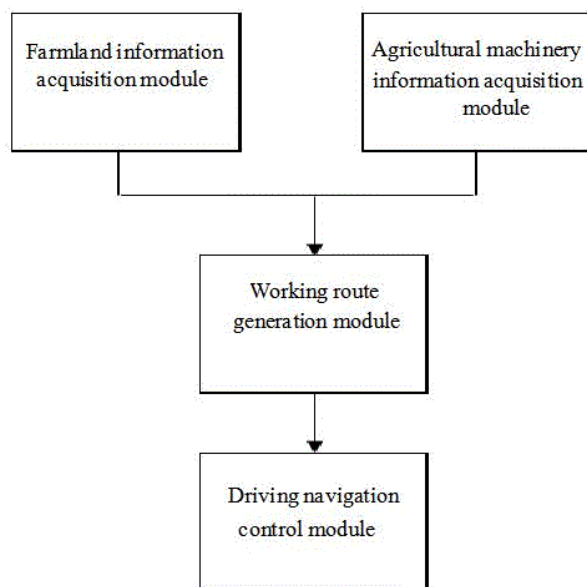 Farmland information
acquisition module
Agricultural machinery
information acquisition
module
Working route
generation module
Driving navigation
control module